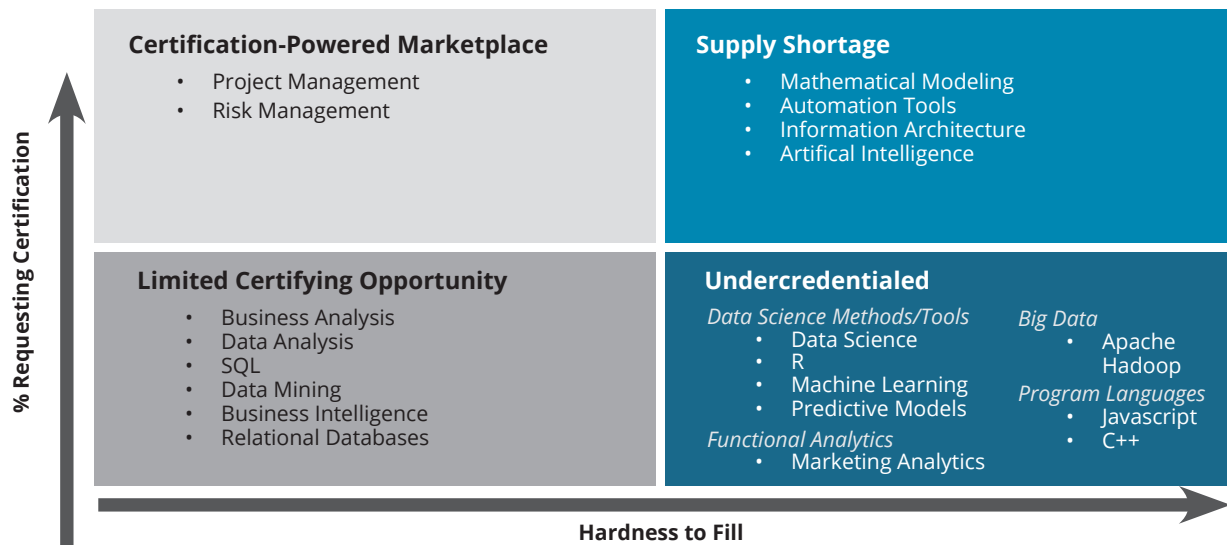 % Requesting Certification
Certification-Powered Marketplace
• Project Management
• Risk Management
Supply Shortage
• Mathematical Modeling
• Automation Tools
• Information Architecture
• Artifical Intelligence
Limited Certifying Opportunity
• Business Analysis
• Data Analysis
• SQL
• Data Mining
• Business Intelligence
• Relational Databases
Undercredentialed
Data Science Methods/Tools
• Data Science
• R
• Machine Learning
• Predictive Models
Functional Analytics
• Marketing Analytics
Big Data
• Apache
Hadoop
Program Languages
• Javascript
• C++
Hardness to Fill